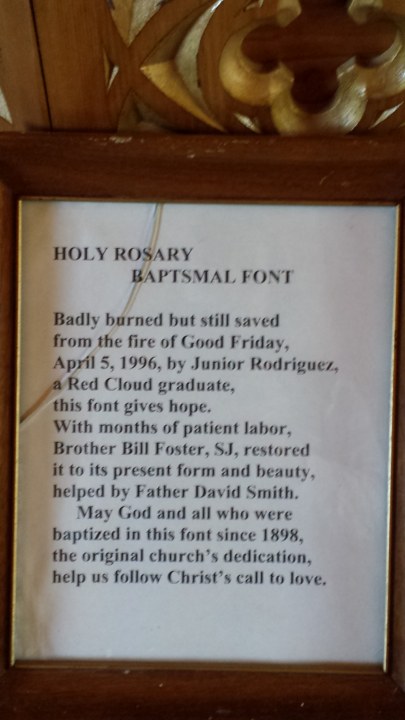 HOLY ROSARY
BAPTSMAL FONT
Badly burned but still saved
from the fire of Good Friday,
April 5, 1996, by Junior Rodriguez,
a Red Cloud graduate,
this font gives hope.
With months of patient labor,
Brother Bill Foster, SJ, restored
it to its present form and beauty,
helped by Father David Smith.
May God and all who were
baptized in this font since 1898,
the original church's dedication,
help us follow Christ's call to love.